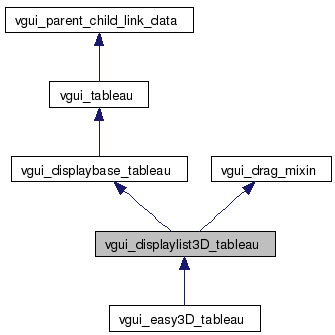 vgui_parent_child_link_data
vgui_tableau
vgui_displaybase_tableau
vgui_drag_mixin
vgui_displaylist3D_tableau
vgui_easy3D_tableau